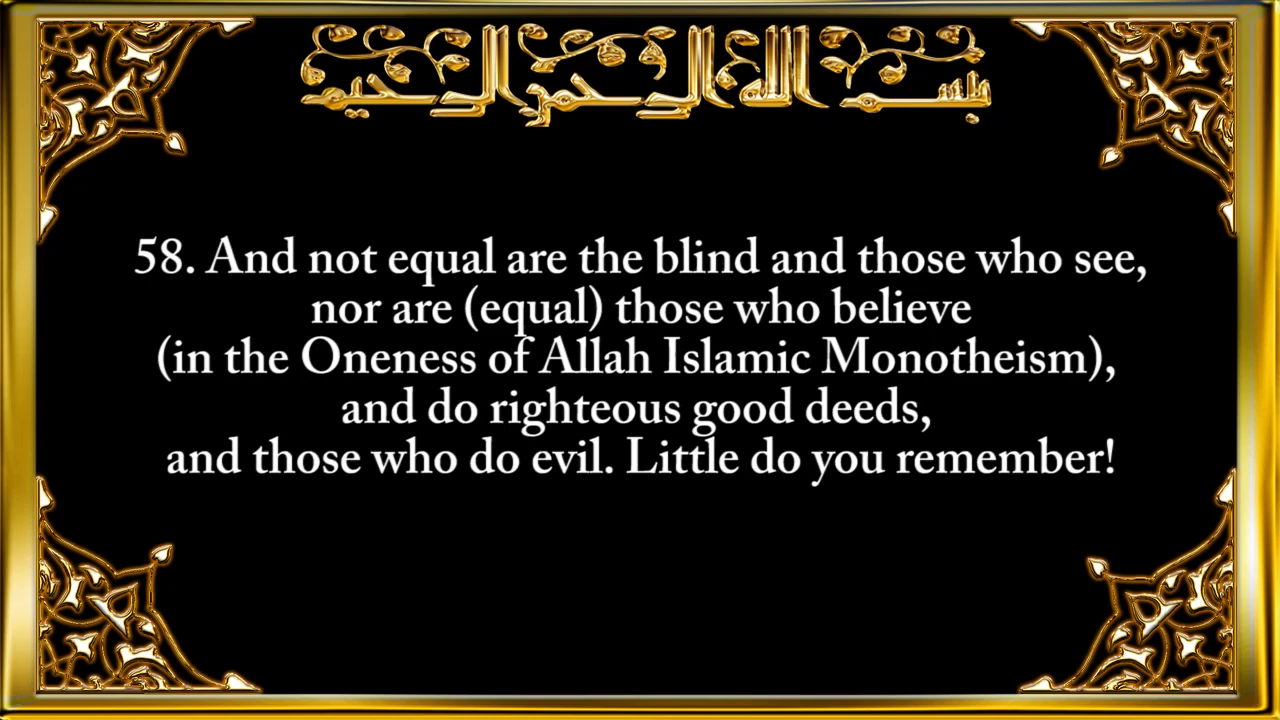 بسم الله الرحمن الرحيم
58. And not equal are the blind and those who see,
nor are (equal) those who believe
(in the Oneness of Allah Islamic Monotheism),
and do righteous good deeds,
and those who do evil. Little do you remember!